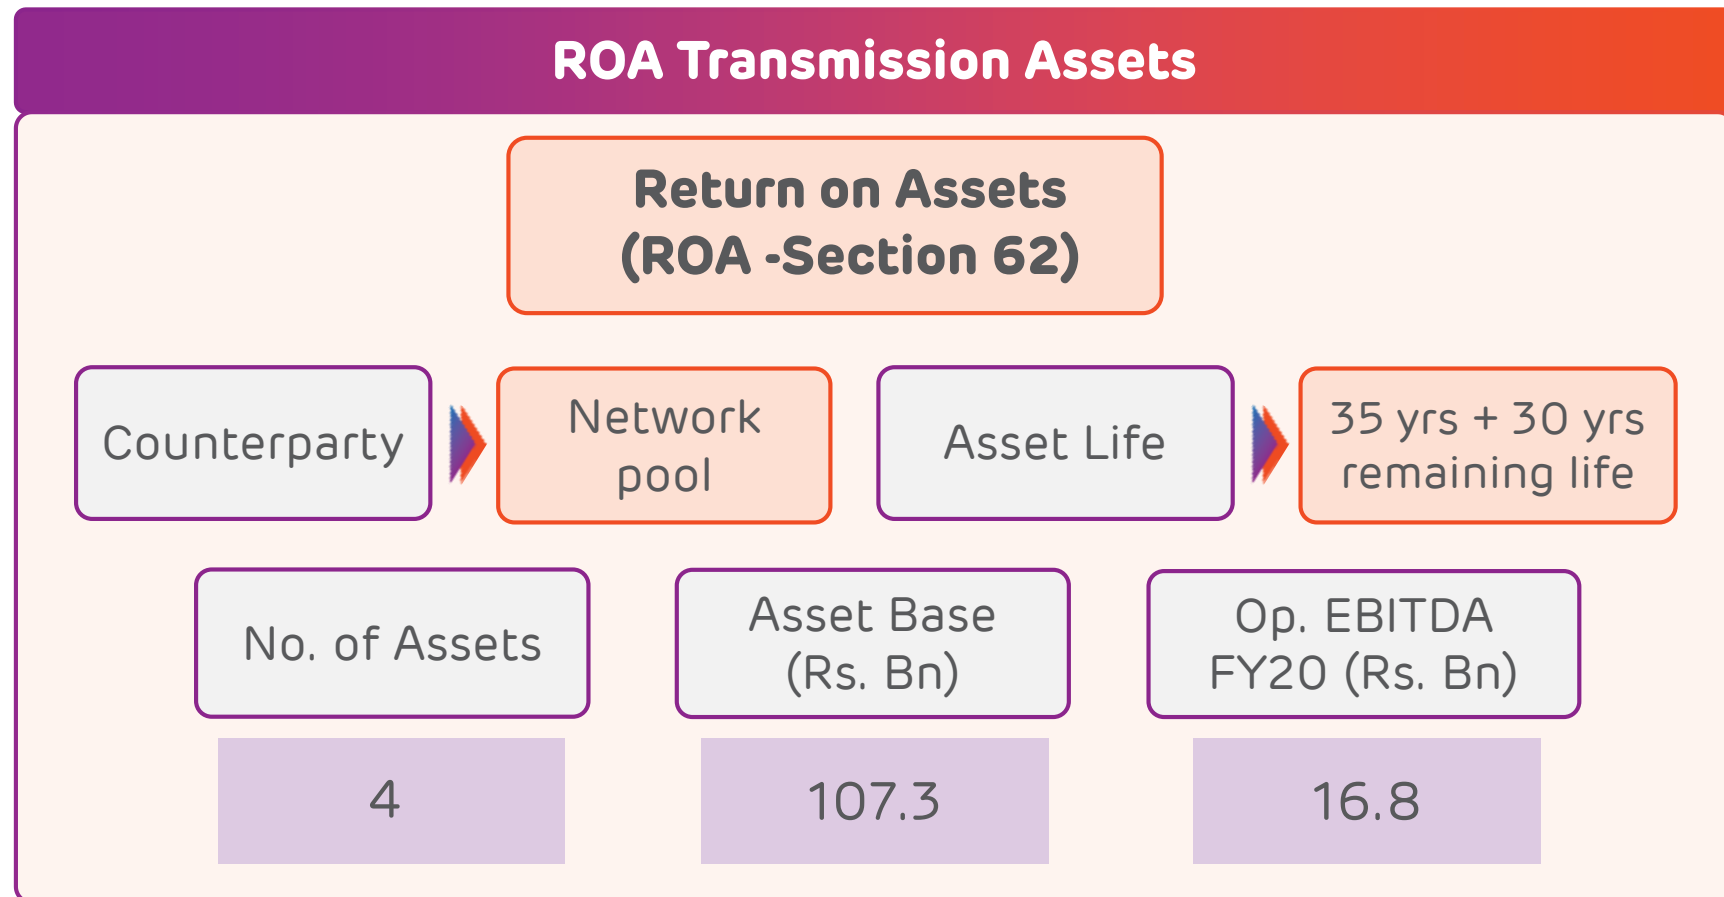 ROA Transmission Assets
Return on Assets
(ROA -Section 62)
Counterparty
Network
pool
Asset Life
35 yrs + 30 yrs
remaining life
No. of Assets
Asset Base
(Rs. Bn)
Op. EBITDA
FY20 (Rs. Bn)
4
107.3
16.8